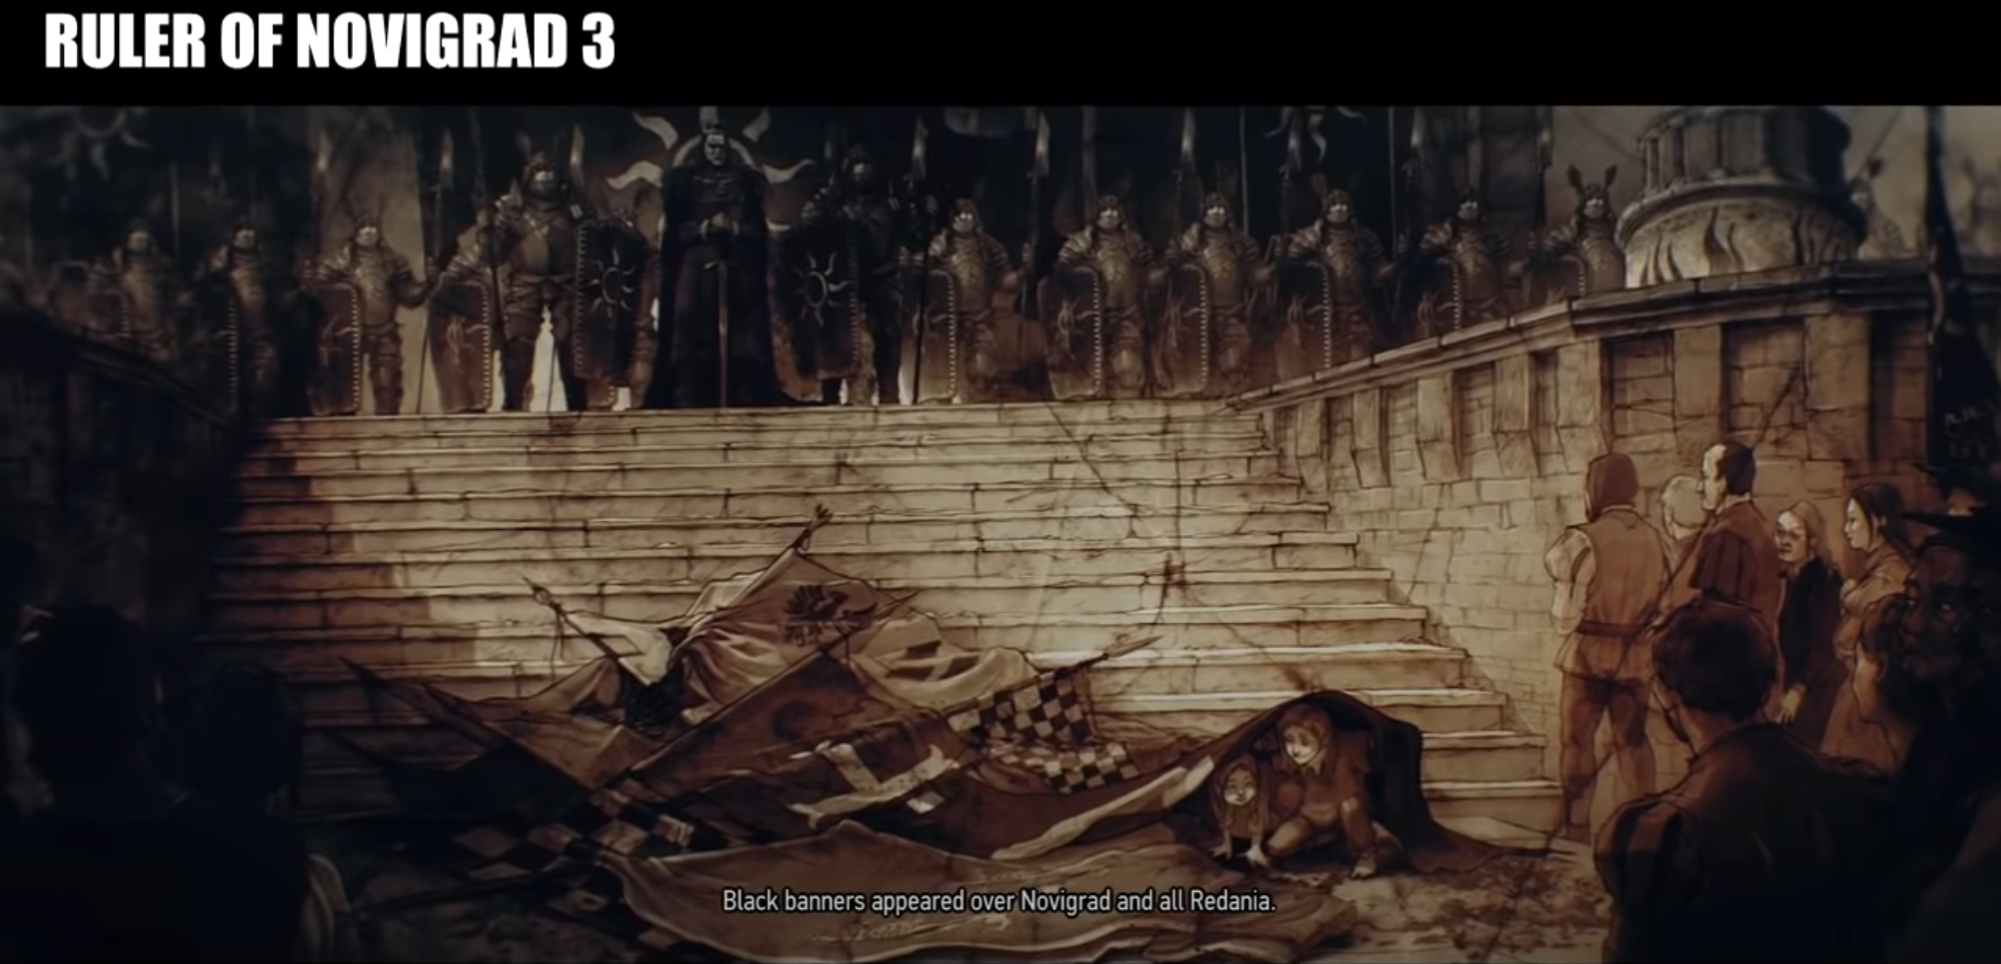 RULER OF NOVIGRAD 3
Black banners appeared over Novigrad and all Redania.